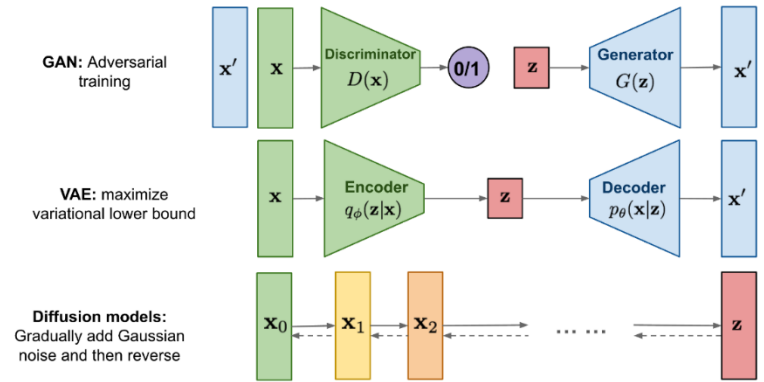 GAN: Adversarial
training
x′
x
Discriminator
D(x)
0/1
z
Generator
G(z)
x′
VAE: maximize
variational lower bound
x
Encoder
qϕ(z|x)
z
Decoder
pθ(x|z)
x′
Diffusion models:
Gradually add Gaussian
noise and then reverse
x₀
x₁
x₂
... ...
z